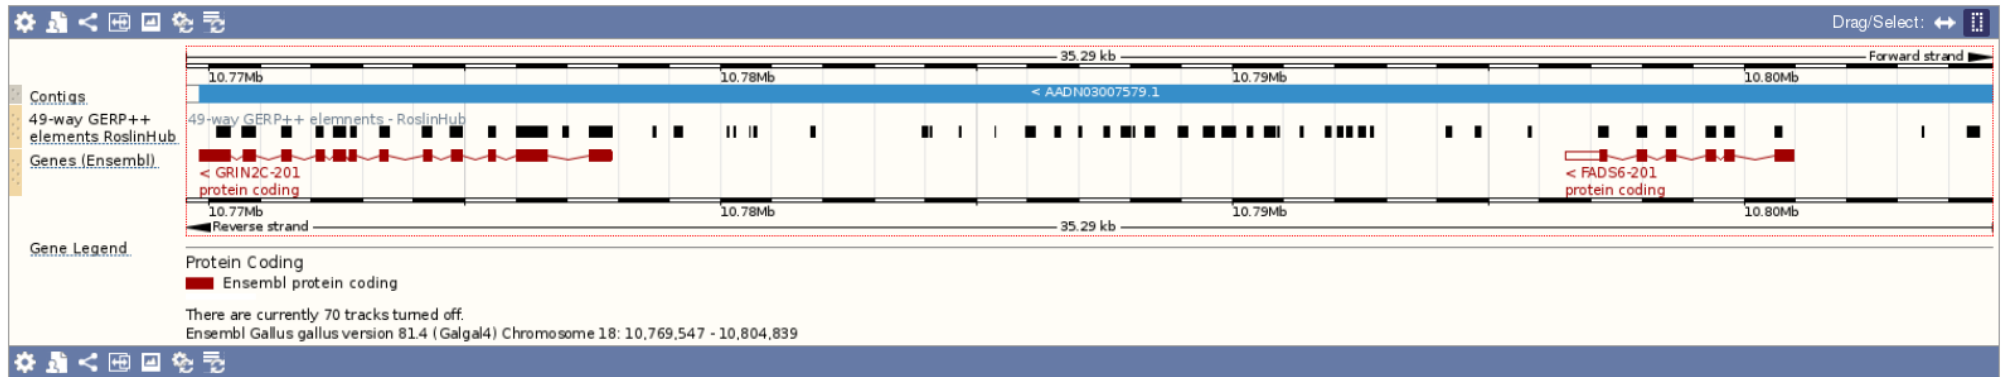 Drag/Select:
35.29 kb
Forward strand
10.77Mb 10.78Mb 10.79Mb 10.80Mb
Contigs
< AADN03007579.1
49-way GERP++
elements RoslinHub
49-way GERP++ elemnents - RoslinHub
Genes (Ensembl)
< GRIN2C-201
protein coding
< FADS6-201
protein coding
10.77Mb 10.78Mb 10.79Mb 10.80Mb
Reverse strand
35.29 kb
Gene Legend
Protein Coding
Ensembl protein coding
There are currently 70 tracks turned off.
Ensembl Gallus gallus version 81.4 (Galgal4) Chromosome 18: 10,769,547 - 10,804,839